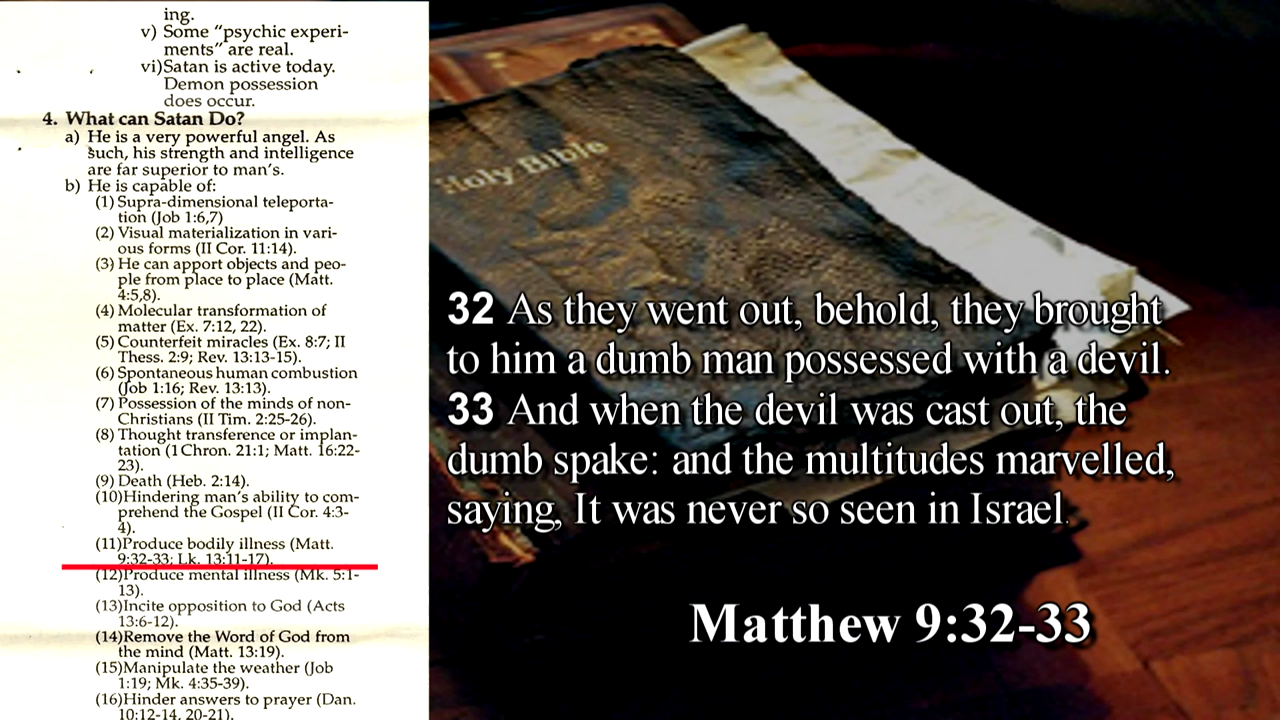 ing.
v) Some “psychic experi-
ments” are real.
vi)Satan is active today.
Demon possession
does occur.
4. What can Satan Do?
a) He is a very powerful angel. As
such, his strength and intelligence
are far superior to man's.
b) He is capable of:
(1) Supra-dimensional teleporta-
tion (Job 1:6,7)
(2) Visual materialization in vari-
ous forms (II Cor. 11:14).
(3) He can apport objects and peo-
ple from place to place (Matt.
4:5,8).
(4) Molecular transformation of
matter (Ex. 7:12, 22).
(5) Counterfeit miracles (Ex. 8:7; II
Thess. 2:9; Rev. 13:13-15).
(6) Spontaneous human combustion
(Job 1:16; Rev. 13:13).
(7) Possession of the minds of non-
Christians (II Tim. 2:25-26).
(8) Thought transference or implan-
tation (1 Chron. 21:1; Matt. 16:22-
23).
(9) Death (Heb. 2:14).
(10)Hindering man's ability to com-
prehend the Gospel (II Cor. 4:3-
4).
(11)Produce bodily illness (Matt.
9:32-33; Lk. 13:11-17).
(12)Produce mental illness (Mk. 5:1-
13).
(13)Incite opposition to God (Acts
13:6-12).
(14)Remove the Word of God from
the mind (Matt. 13:19).
(15)Manipulate the weather (Job
1:19; Mk. 4:35-39).
(16)Hinder answers to prayer (Dan.
10:12-14, 20-21).
Holy Bible
32 As they went out, behold, they brought
to him a dumb man possessed with a devil.
33 And when the devil was cast out, the
dumb spake: and the multitudes marvelled,
saying, It was never so seen in Israel.
Matthew 9:32-33